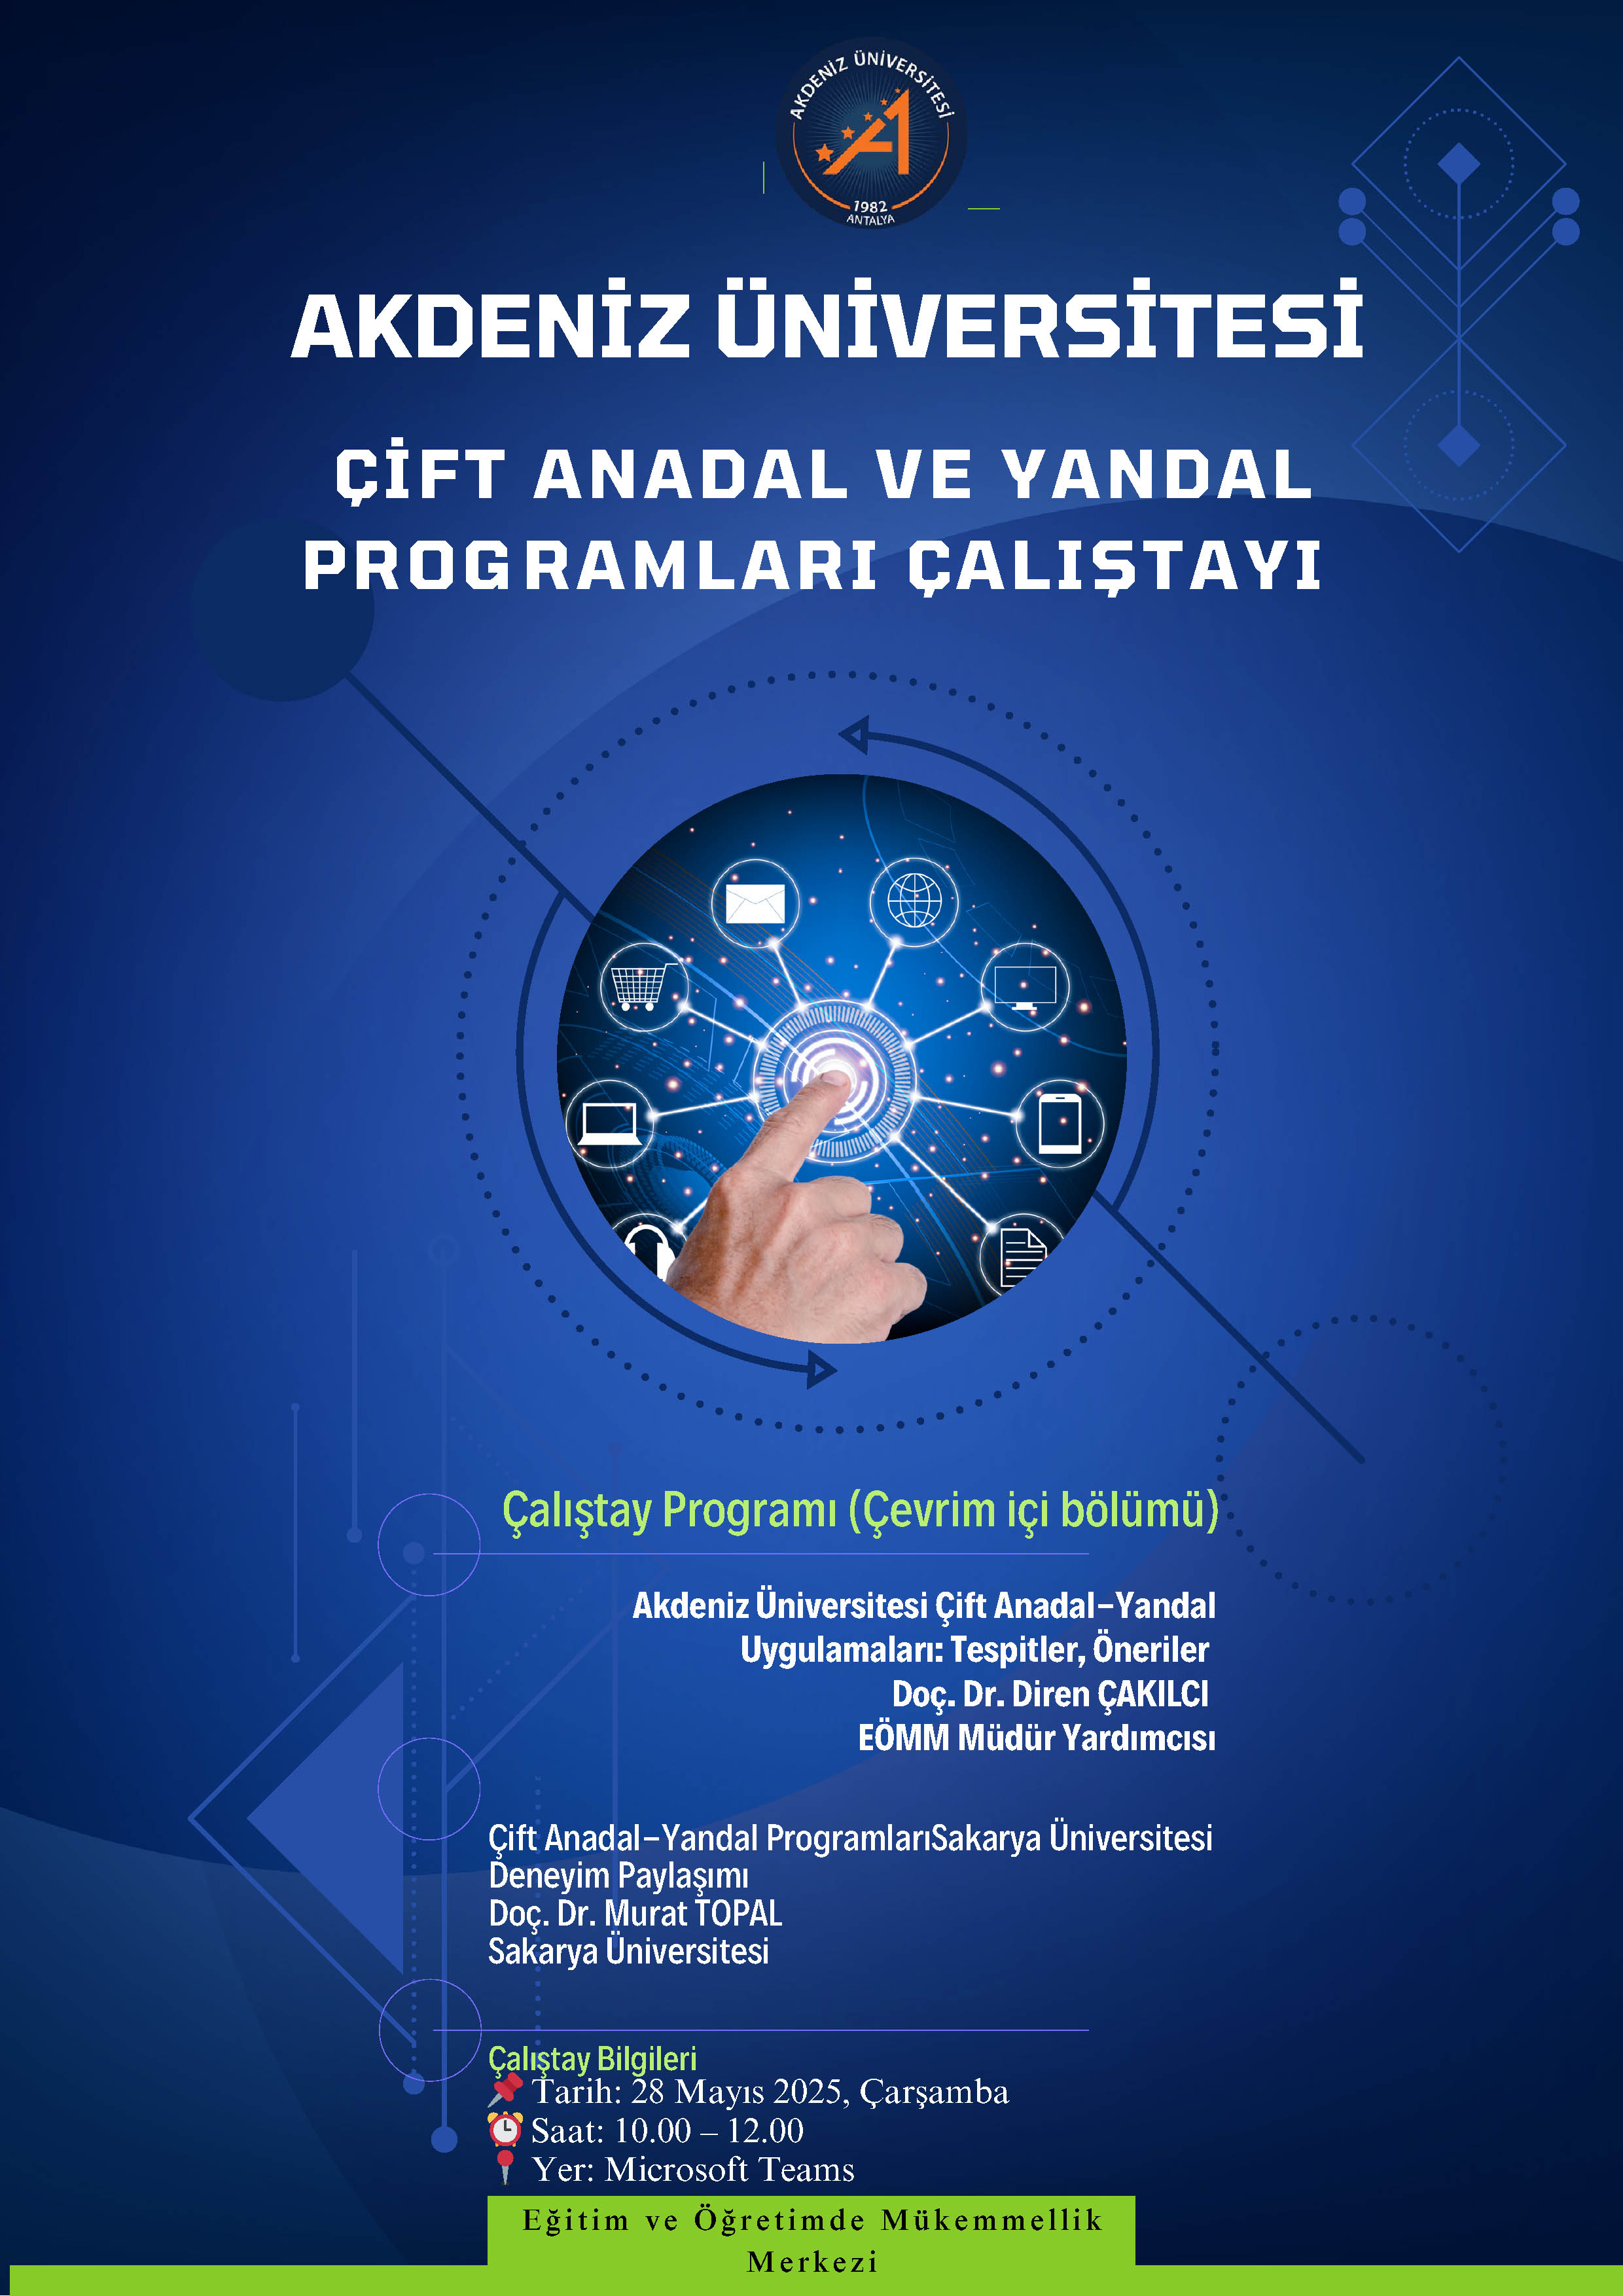 AKDENİZ ÜNİVERSİTESİ
1982
ANTALYA
AKDENİZ ÜNİVERSİTESİ
ÇİFT ANADAL VE YANDAL
PROGRAMLARI ÇALIŞTAYI
Çalıştay Programı (Çevrim içi bölümü)
Akdeniz Üniversitesi Çift Anadal–Yandal
Uygulamaları: Tespitler, Öneriler
Doç. Dr. Diren ÇAKILCI
EÖMM Müdür Yardımcısı
Çift Anadal–Yandal ProgramlarıSakarya Üniversitesi
Deneyim Paylaşımı
Doç. Dr. Murat TOPAL
Sakarya Üniversitesi
Çalıştay Bilgileri
Tarih: 28 Mayıs 2025, Çarşamba
Saat: 10.00 – 12.00
Yer: Microsoft Teams
Eğitim ve Öğretimde Mükemmellik
Merkezi